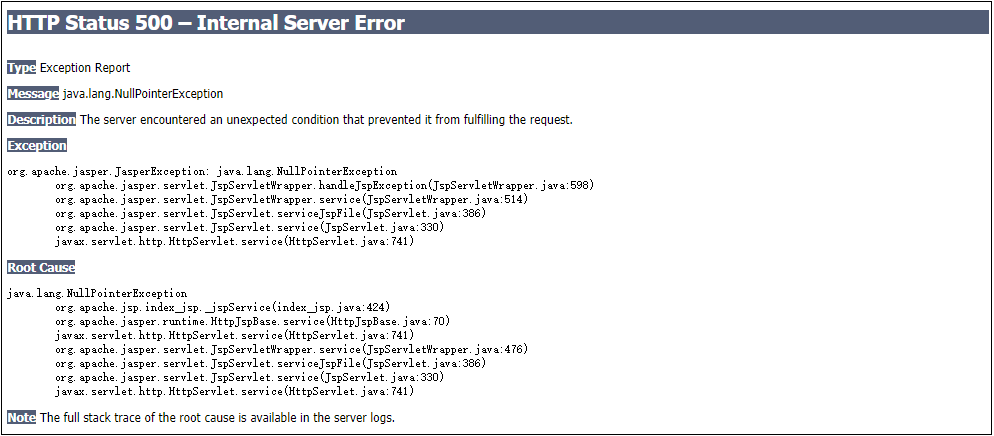 HTTP Status 500 – Internal Server Error
Type Exception Report
Message java.lang.NullPointerException
Description The server encountered an unexpected condition that prevented it from fulfilling the request.
Exception
org.apache.jasper.JasperException: java.lang.NullPointerException
org.apache.jasper.servlet.JspServletWrapper.handleJspException(JspServletWrapper.java:598)
org.apache.jasper.servlet.JspServletWrapper.service(JspServletWrapper.java:514)
org.apache.jasper.servlet.JspServlet.serviceJspFile(JspServlet.java:386)
org.apache.jasper.servlet.JspServlet.service(JspServlet.java:330)
javax.servlet.http.HttpServlet.service(HttpServlet.java:741)
Root Cause
java.lang.NullPointerException
org.apache.jsp.index_jsp._jspService(index_jsp.java:424)
org.apache.jasper.runtime.HttpJspBase.service(HttpJspBase.java:70)
javax.servlet.http.HttpServlet.service(HttpServlet.java:741)
org.apache.jasper.servlet.JspServletWrapper.service(JspServletWrapper.java:476)
org.apache.jasper.servlet.JspServlet.serviceJspFile(JspServlet.java:386)
org.apache.jasper.servlet.JspServlet.service(JspServlet.java:330)
javax.servlet.http.HttpServlet.service(HttpServlet.java:741)
Note The full stack trace of the root cause is available in the server logs.